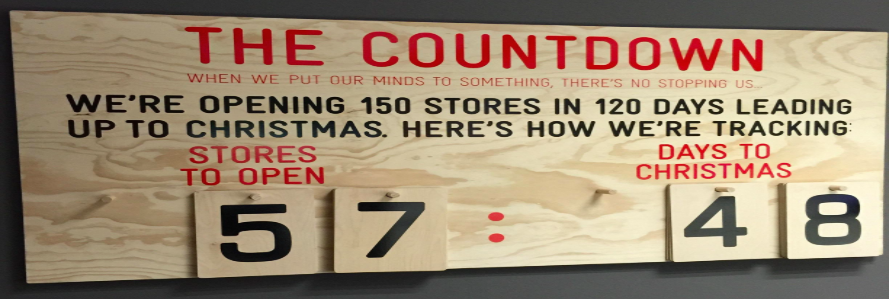 THE COUNTDOWN
WHEN WE PUT OUR MINDS TO SOMETHING, THERE'S NO STOPPING US...
WE'RE OPENING 150 STORES IN 120 DAYS LEADING
UP TO CHRISTMAS. HERE'S HOW WE'RE TRACKING:
STORES
TO OPEN
DAYS TO
CHRISTMAS
57 : 48